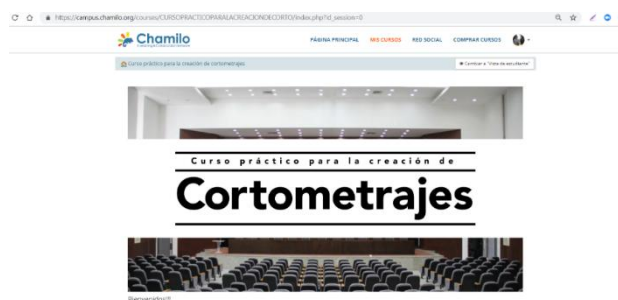 https://campus.chamilo.org/courses/CURSOPRACTICOPARALACREACIONDECORTO/index.php?id_session=0
Chamilo
PÁGINA PRINCIPAL MIS CURSOS RED SOCIAL COMPRAR CURSOS
Curso práctico para la creación de cortometrajes
Cambiar a "Vista de estudiante"
Curso práctico para la creación de
Cortometrajes
Bienvenidos!!!